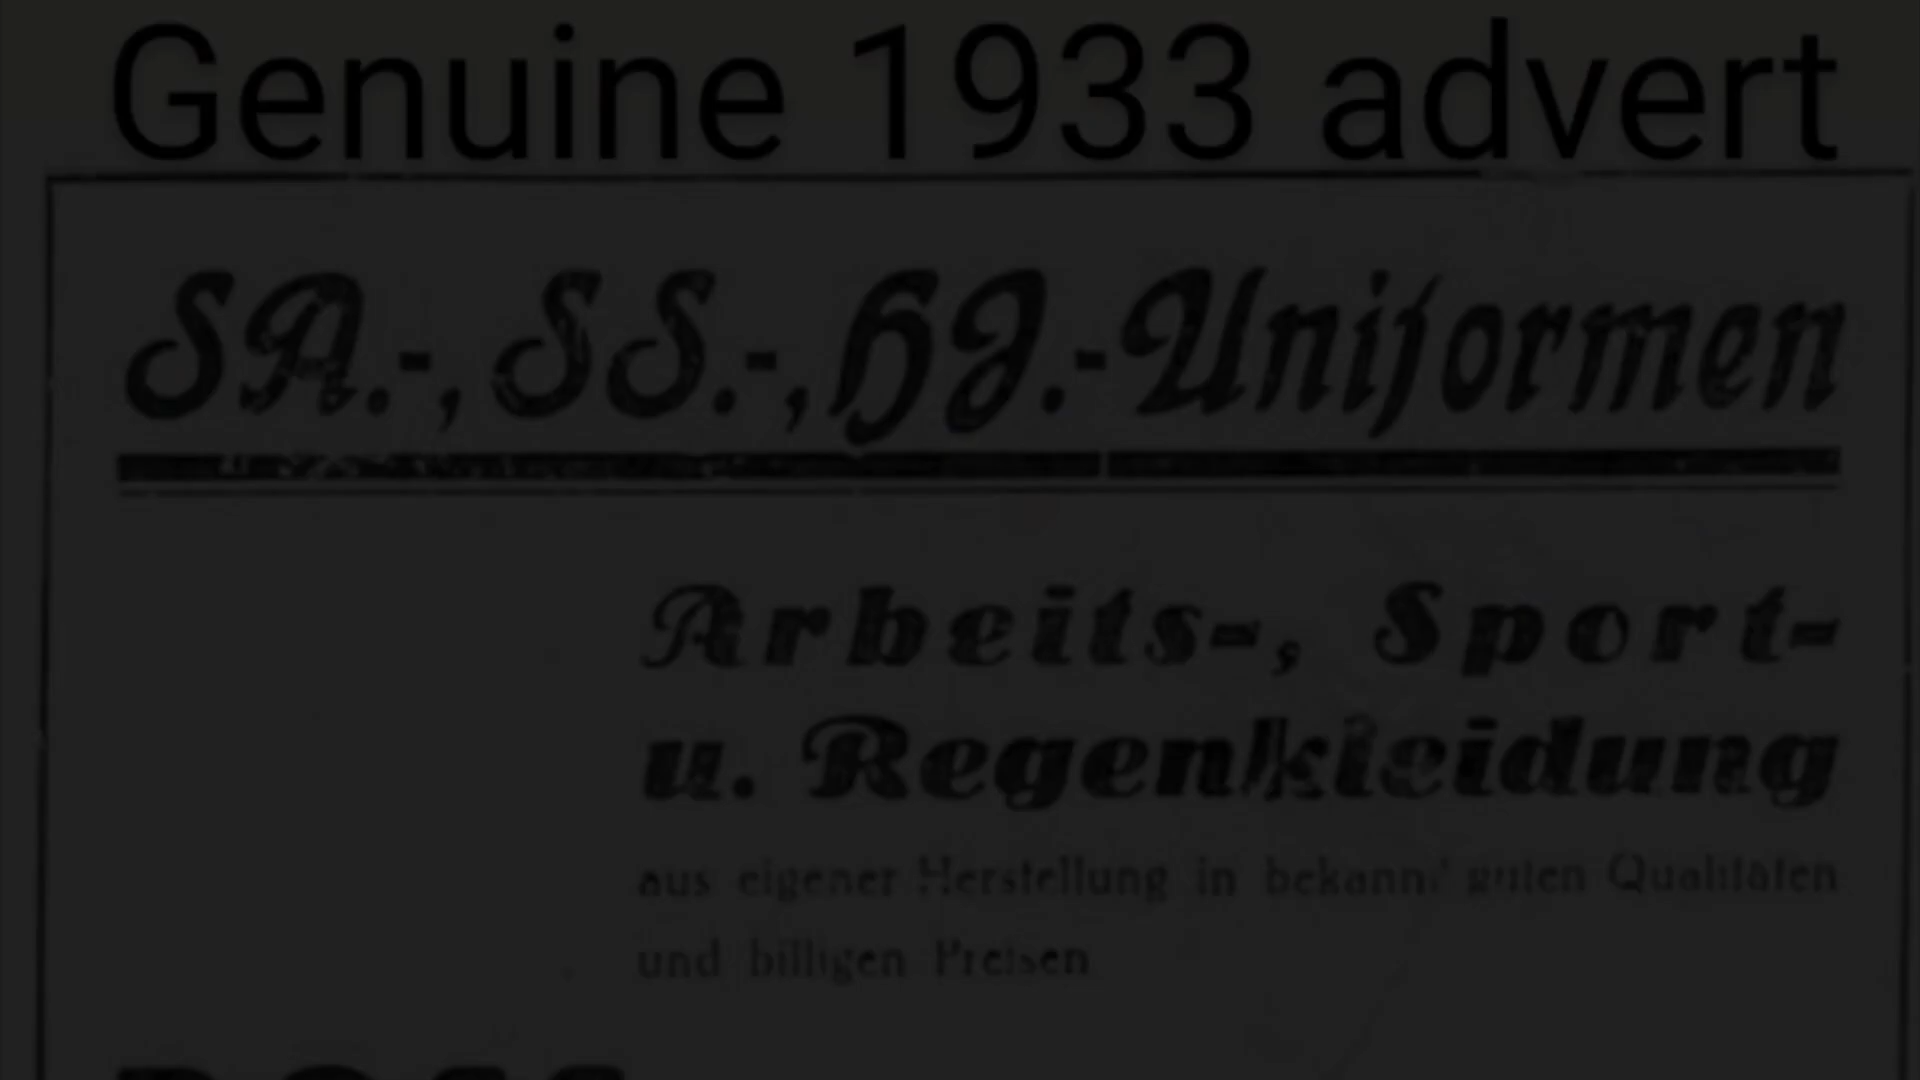 Genuine 1933 advert
SA.-, SS.-, HJ.-Uniformen
Arbeits-, Sport-
u. Regenkleidung
aus eigener Herstellung in bekannt guten Qualitäten
und billigen Preisen